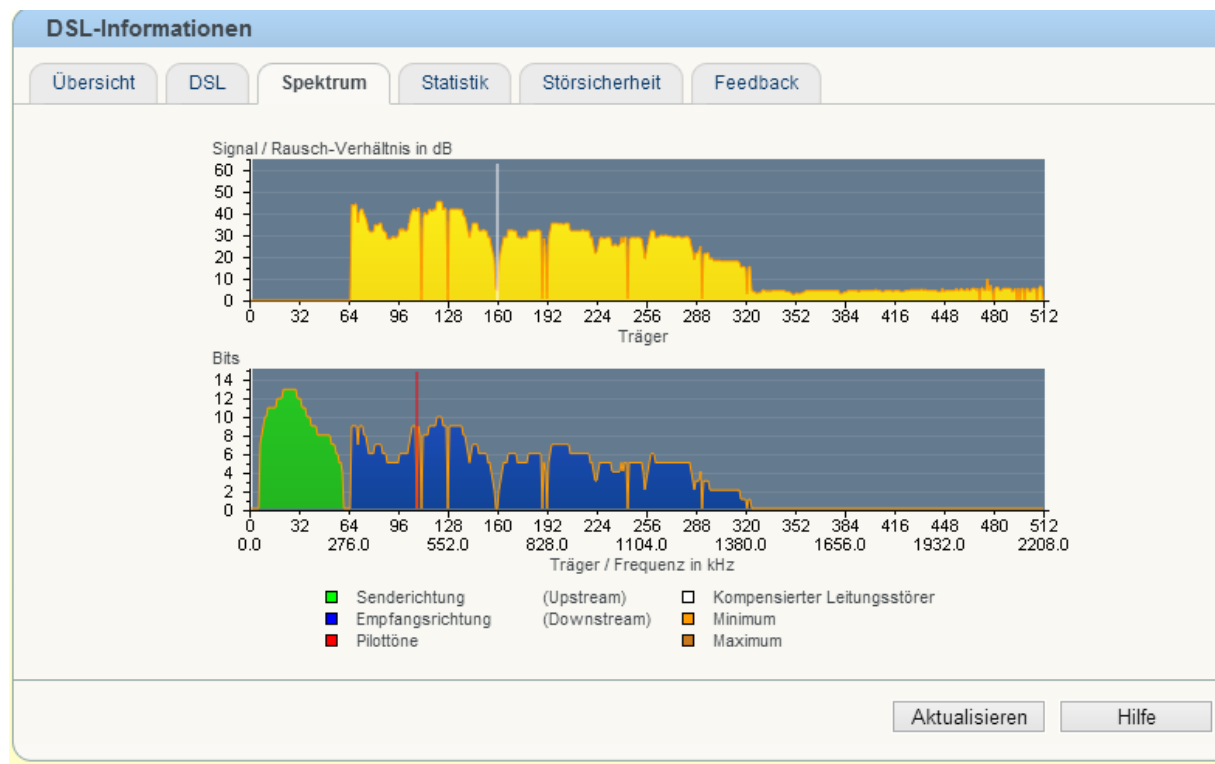 DSL-Informationen
Übersicht DSL Spektrum Statistik Störsicherheit Feedback
Signal / Rausch-Verhältnis in dB
60
50
40
30
20
10
0
0 32 64 96 128 160 192 224 256 288 320 352 384 416 448 480 512
Träger
Bits
14
12
10
8
6
4
2
0
0 32 64 96 128 160 192 224 256 288 320 352 384 416 448 480 512
0.0 276.0 552.0 828.0 1104.0 1380.0 1656.0 1932.0 2208.0
Träger / Frequenz in kHz
Senderichtung (Upstream) Kompensierter Leitungsstörer
Empfangsrichtung (Downstream) Minimum
Pilottöne Maximum
Aktualisieren Hilfe